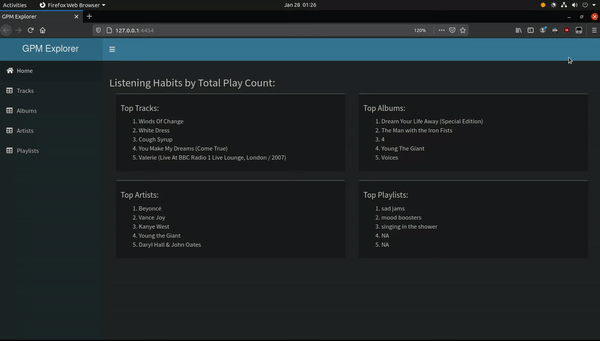 Activities
Firefox Web Browser
Jan 28 01:26
GPM Explorer
127.0.0.1:4454
120%
GPM Explorer
Home
Tracks
Albums
Artists
Playlists
Listening Habits by Total Play Count:
Top Tracks:
1. Winds Of Change
2. White Dress
3. Cough Syrup
4. You Make My Dreams (Come True)
5. Valerie (Live At BBC Radio 1 Live Lounge, London / 2007)
Top Albums:
1. Dream Your Life Away (Special Edition)
2. The Man with the Iron Fists
3. 4
4. Young The Giant
5. Voices
Top Artists:
1. Beyoncé
2. Vance Joy
3. Kanye West
4. Young the Giant
5. Daryl Hall & John Oates
Top Playlists:
1. sad jams
2. mood boosters
3. singing in the shower
4. NA
5. NA